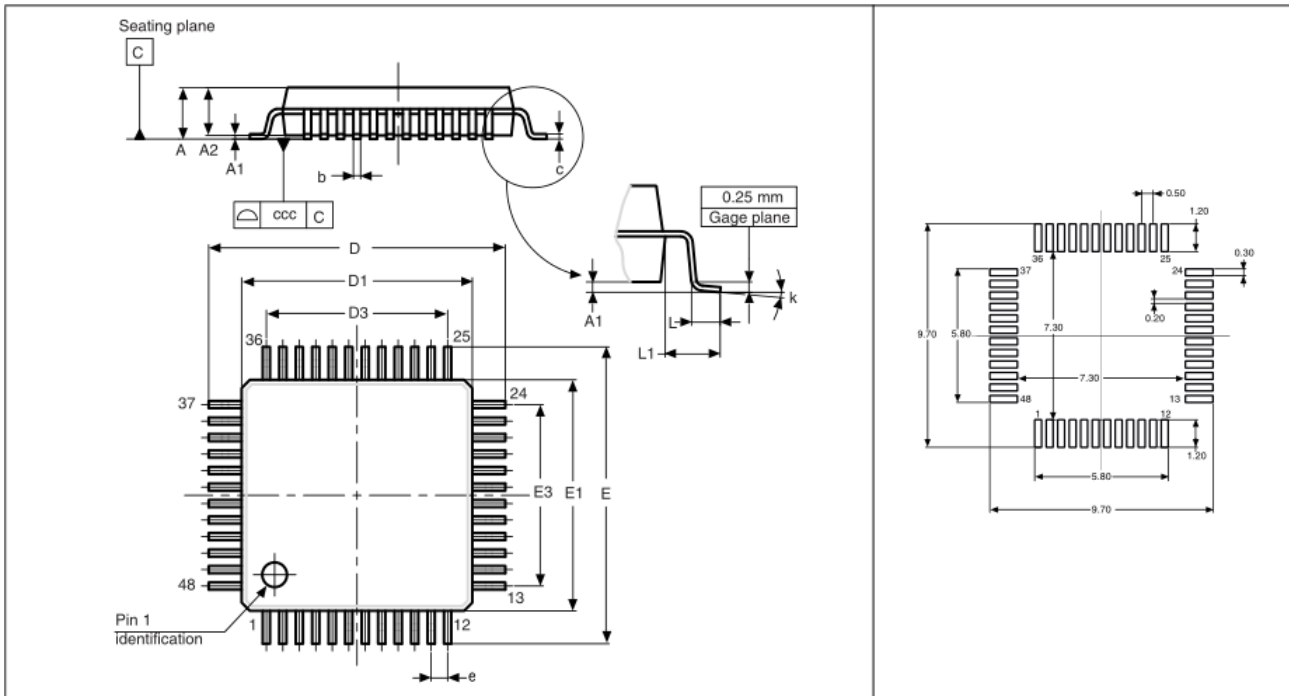 Seating plane
C
A
A2
A1
b
c
ccc
C
0.25 mm
Gage plane
D
D1
D3
A1
L
L1
k
36
25
37
24
E3
E1
E
48
13
Pin 1
identification
1
12
e
0.50
1.20
9.70
36
25
37
24
0.30
5.80
7.30
0.20
7.30
48
13
1
12
1.20
5.80
9.70